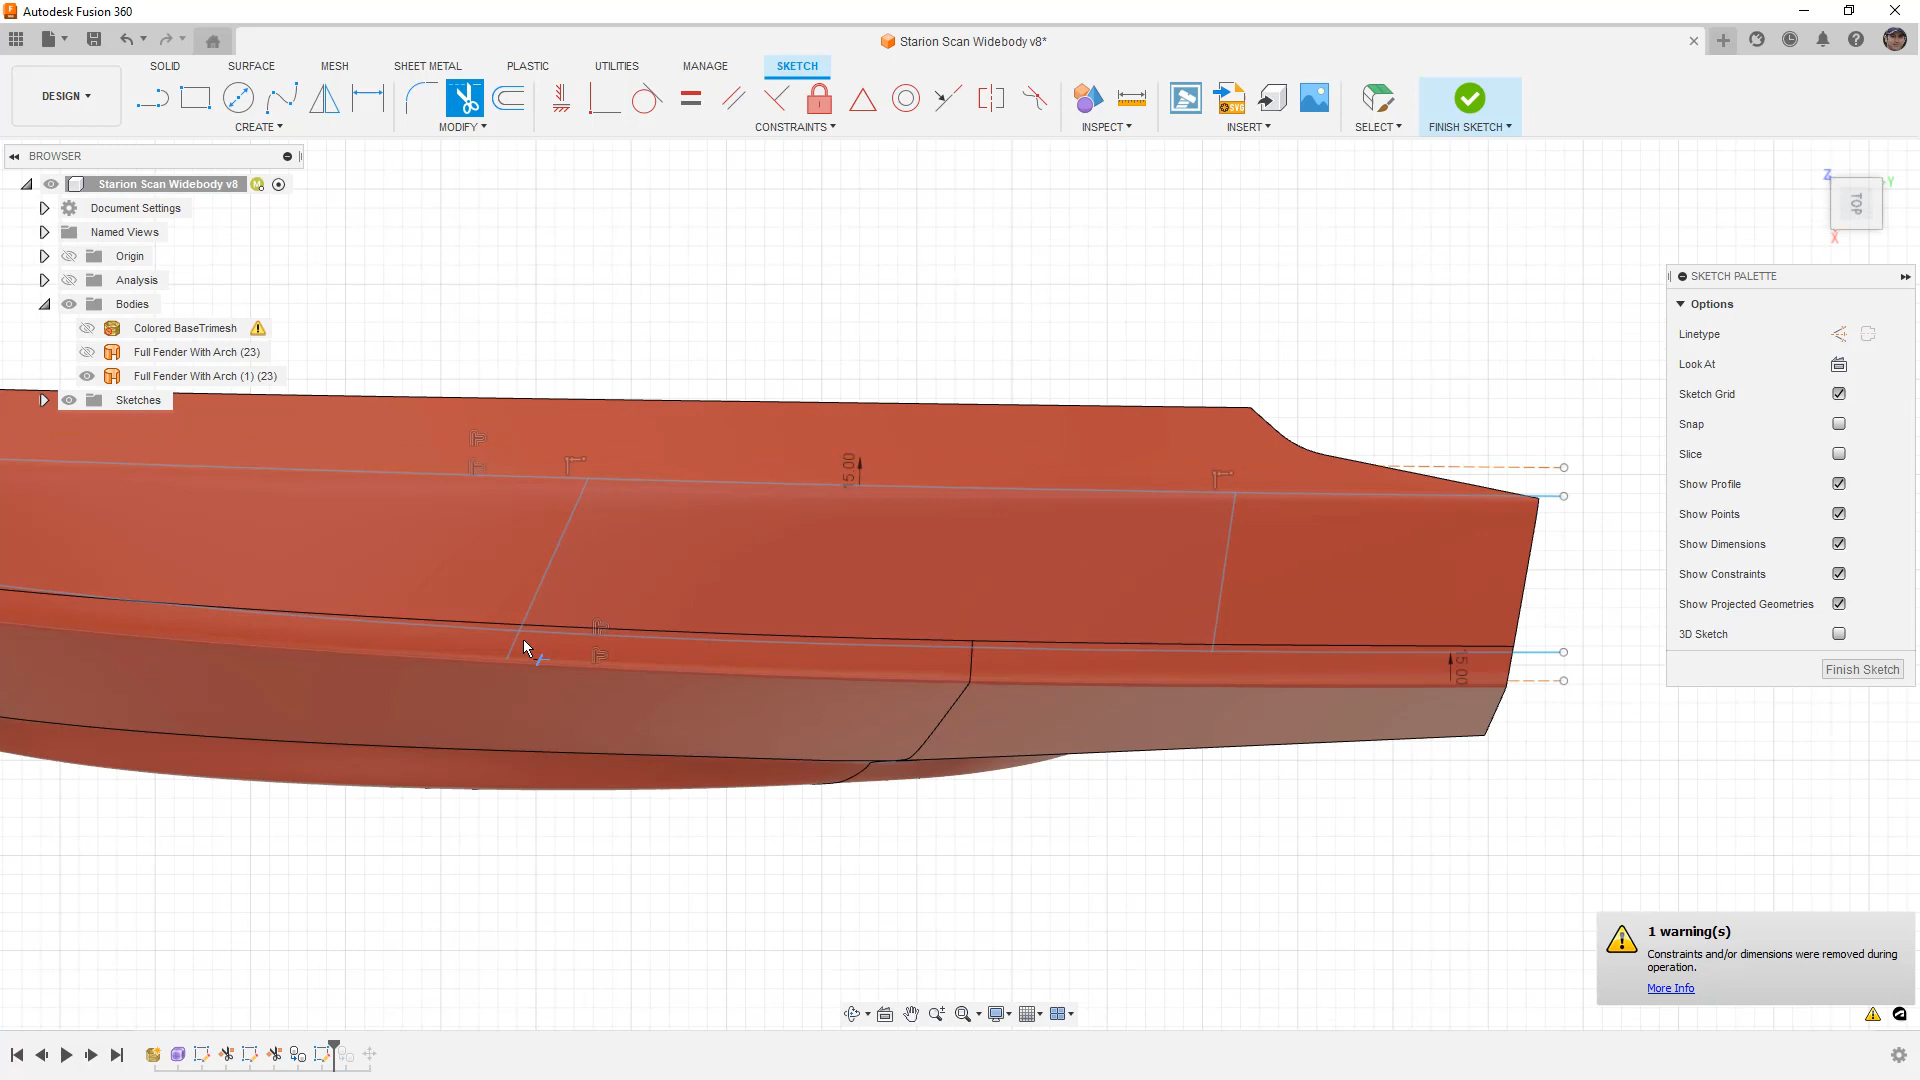 Autodesk Fusion 360
Starion Scan Widebody v8*
SOLID
SURFACE
MESH
SHEET METAL
PLASTIC
UTILITIES
MANAGE
SKETCH
DESIGN
CREATE
MODIFY
CONSTRAINTS
INSPECT
INSERT
SVG
SELECT
FINISH SKETCH
BROWSER
Starion Scan Widebody v8
Document Settings
Named Views
Origin
Analysis
Bodies
Colored BaseTrimesh
Full Fender With Arch (23)
Full Fender With Arch (1) (23)
Sketches
Z
Y
TOP
X
SKETCH PALETTE
Options
Linetype
Look At
Sketch Grid
Snap
Slice
Show Profile
Show Points
Show Dimensions
Show Constraints
Show Projected Geometries
3D Sketch
Finish Sketch
15.00
15.00
1 warning(s)
Constraints and/or dimensions were removed during
operation.
More Info